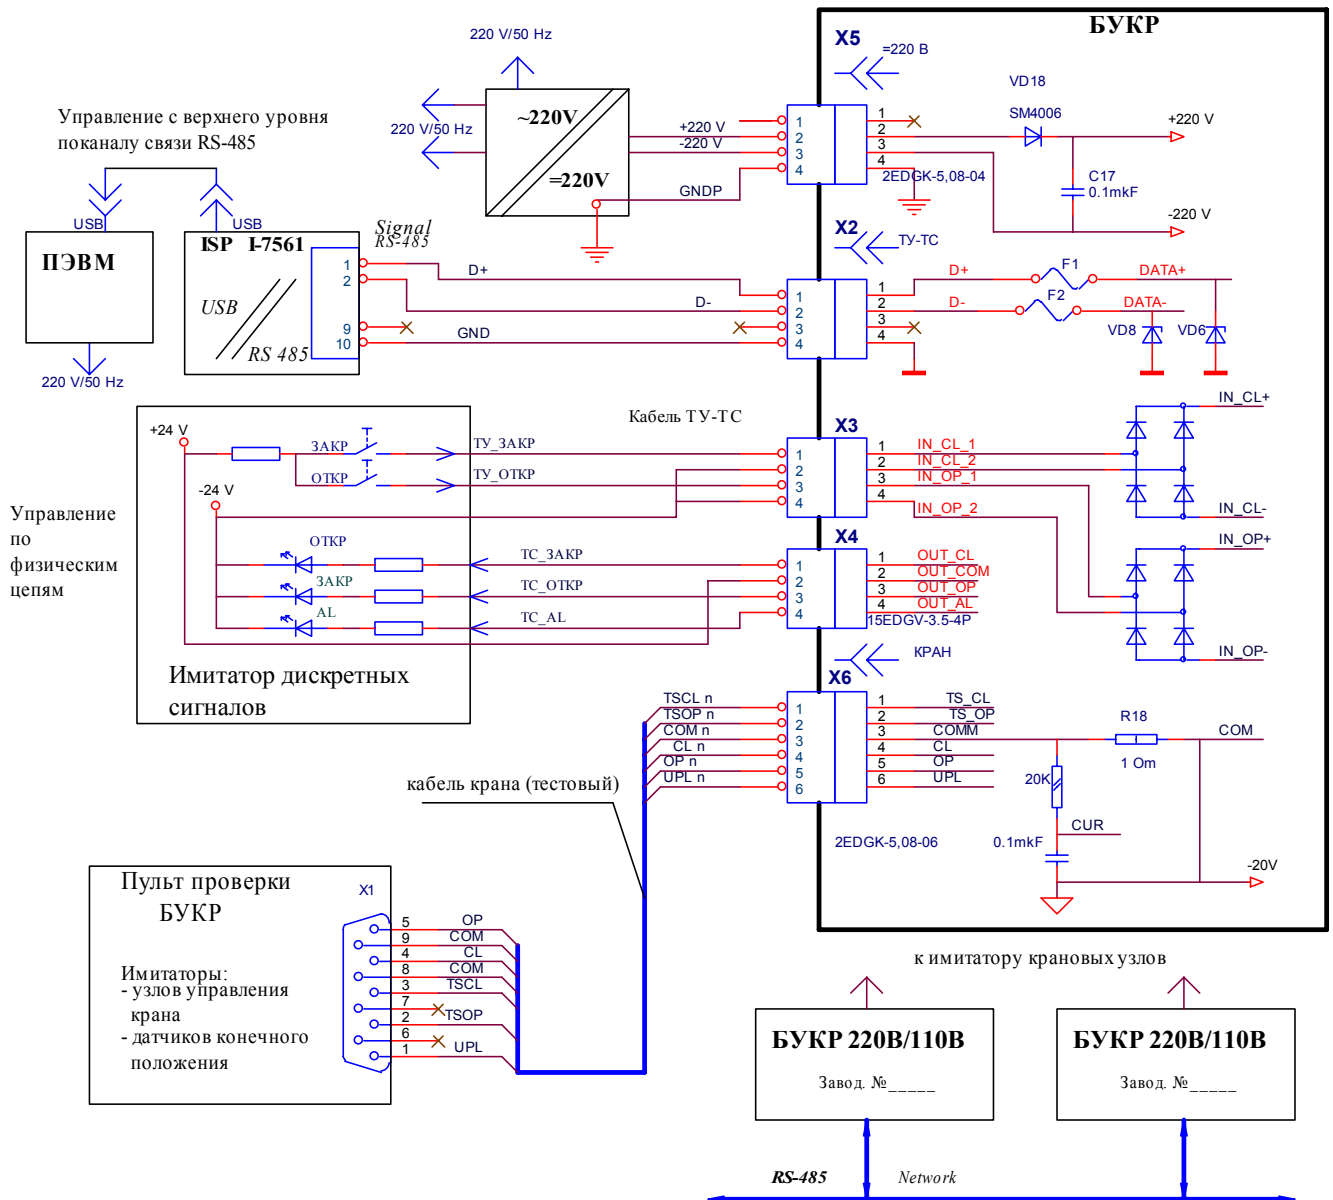 БУКР
220 V/50 Hz
X5
=220 В
VD18
SM4006
+220 V
Управление с верхнего уровня
поканалу связи RS-485
220 V/50 Hz
~220V
=220V
+220 V
-220 V
GNDP
1
2
3
4
1
2
3
4
2EDGK-5,08-04
C17
0.1mkF
-220 V
USB
USB
ПЭВМ
220 V/50 Hz
ISP I-7561
USB
RS 485
1
2
9
10
Signal
RS-485
D+
D-
GND
X2
ТУ-ТС
1
2
3
4
1
2
3
4
D+
D-
F1
F2
DATA+
DATA-
VD8
VD6
Кабель ТУ-ТС
Управление
по
физическим
цепям
+24 V
-24 V
ЗАКР
ОТКР
ТУ_ЗАКР
ТУ_ОТКР
ОТКР
ЗАКР
AL
ТС_ЗАКР
ТС_ОТКР
TC_AL
Имитатор дискретных
сигналов
X3
1
2
3
4
1
2
3
4
IN_CL_1
IN_CL_2
IN_OP_1
IN_OP_2
IN_CL+
IN_CL-
IN_OP+
IN_OP-
X4
1
2
3
4
1
2
3
4
OUT_CL
OUT_COM
OUT_OP
OUT_AL
15EDGV-3.5-4P
КРАН
X6
TSCL n
TSOP n
COM n
CL n
OP n
UPL n
1
2
3
4
5
6
1
2
3
4
5
6
TS_CL
TS_OP
COMM
CL
OP
UPL
R18
1 Om
COM
20K
CUR
0.1mkF
-20V
2EDGK-5,08-06
кабель крана (тестовый)
Пульт проверки
БУКР
X1
Имитаторы:
- узлов управления
крана
- датчиков конечного
положения
5
9
4
8
3
7
2
6
1
OP
COM
CL
COM
TSCL
TSOP
UPL
к имитатору крановых узлов
БУКР 220В/110В
Завод. №_____
БУКР 220В/110В
Завод. №_____
RS-485 Network